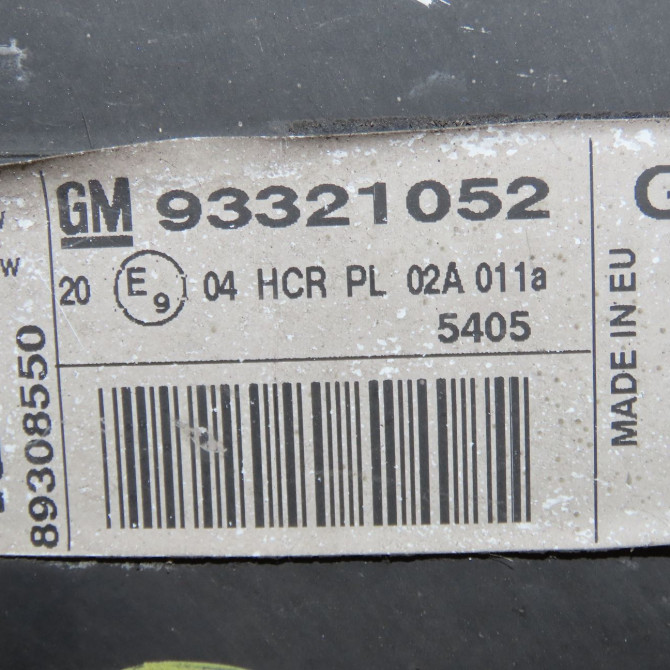 GM 93321052
20 E9 04 HCR PL 02A 011a
5405
W
89308550
MADE IN EU
G